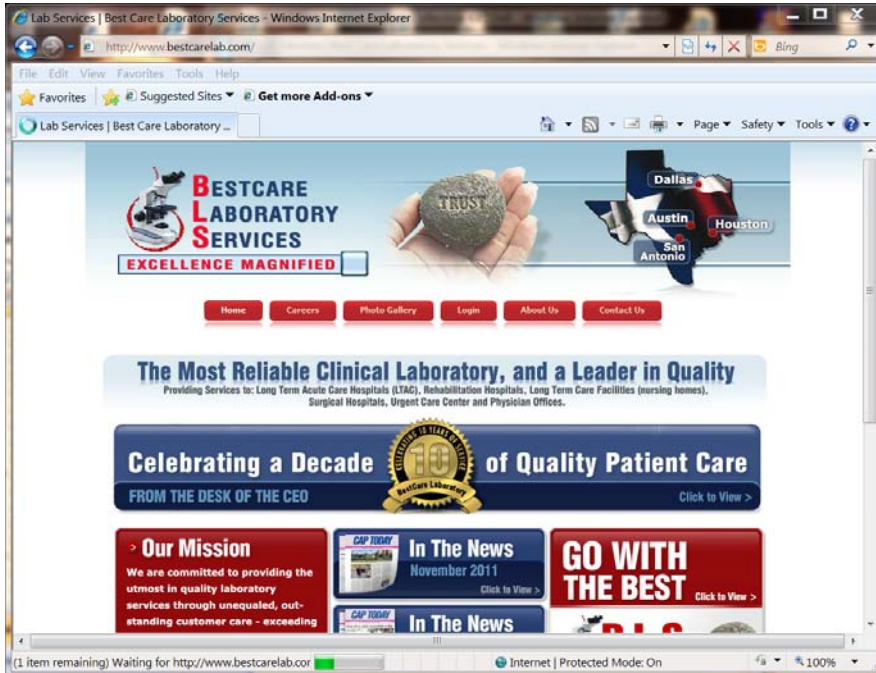 Lab Services | Best Care Laboratory Services - Windows Internet Explorer
http://www.bestcarelab.com/
Bing
File Edit View Favorites Tools Help
Favorites Suggested Sites Get more Add-ons
Lab Services | Best Care Laboratory ...
Page Safety Tools
BESTCARE
LABORATORY
SERVICES
EXCELLENCE MAGNIFIED
TRUST
Dallas
Austin
Houston
San
Antonio
Home Careers Photo Gallery Login About Us Contact Us
The Most Reliable Clinical Laboratory, and a Leader in Quality
Providing Services to: Long Term Acute Care Hospitals (LTAC), Rehabilitation Hospitals, Long Term Care Facilities (nursing homes),
Surgical Hospitals, Urgent Care Center and Physician Offices.
Celebrating a Decade of Quality Patient Care
CELEBRATING 10 YEARS OF SERVICE
10
BestCare Laboratory
FROM THE DESK OF THE CEO Click to View >
Our Mission
We are committed to providing the
utmost in quality laboratory
services through unequaled, out-
standing customer care - exceeding
CAP TODAY
In The News
November 2011
Click to View >
CAP TODAY
In The News
GO WITH
THE BEST Click to View >
B.L.S
(1 item remaining) Waiting for http://www.bestcarelab.cor Internet | Protected Mode: On 100%